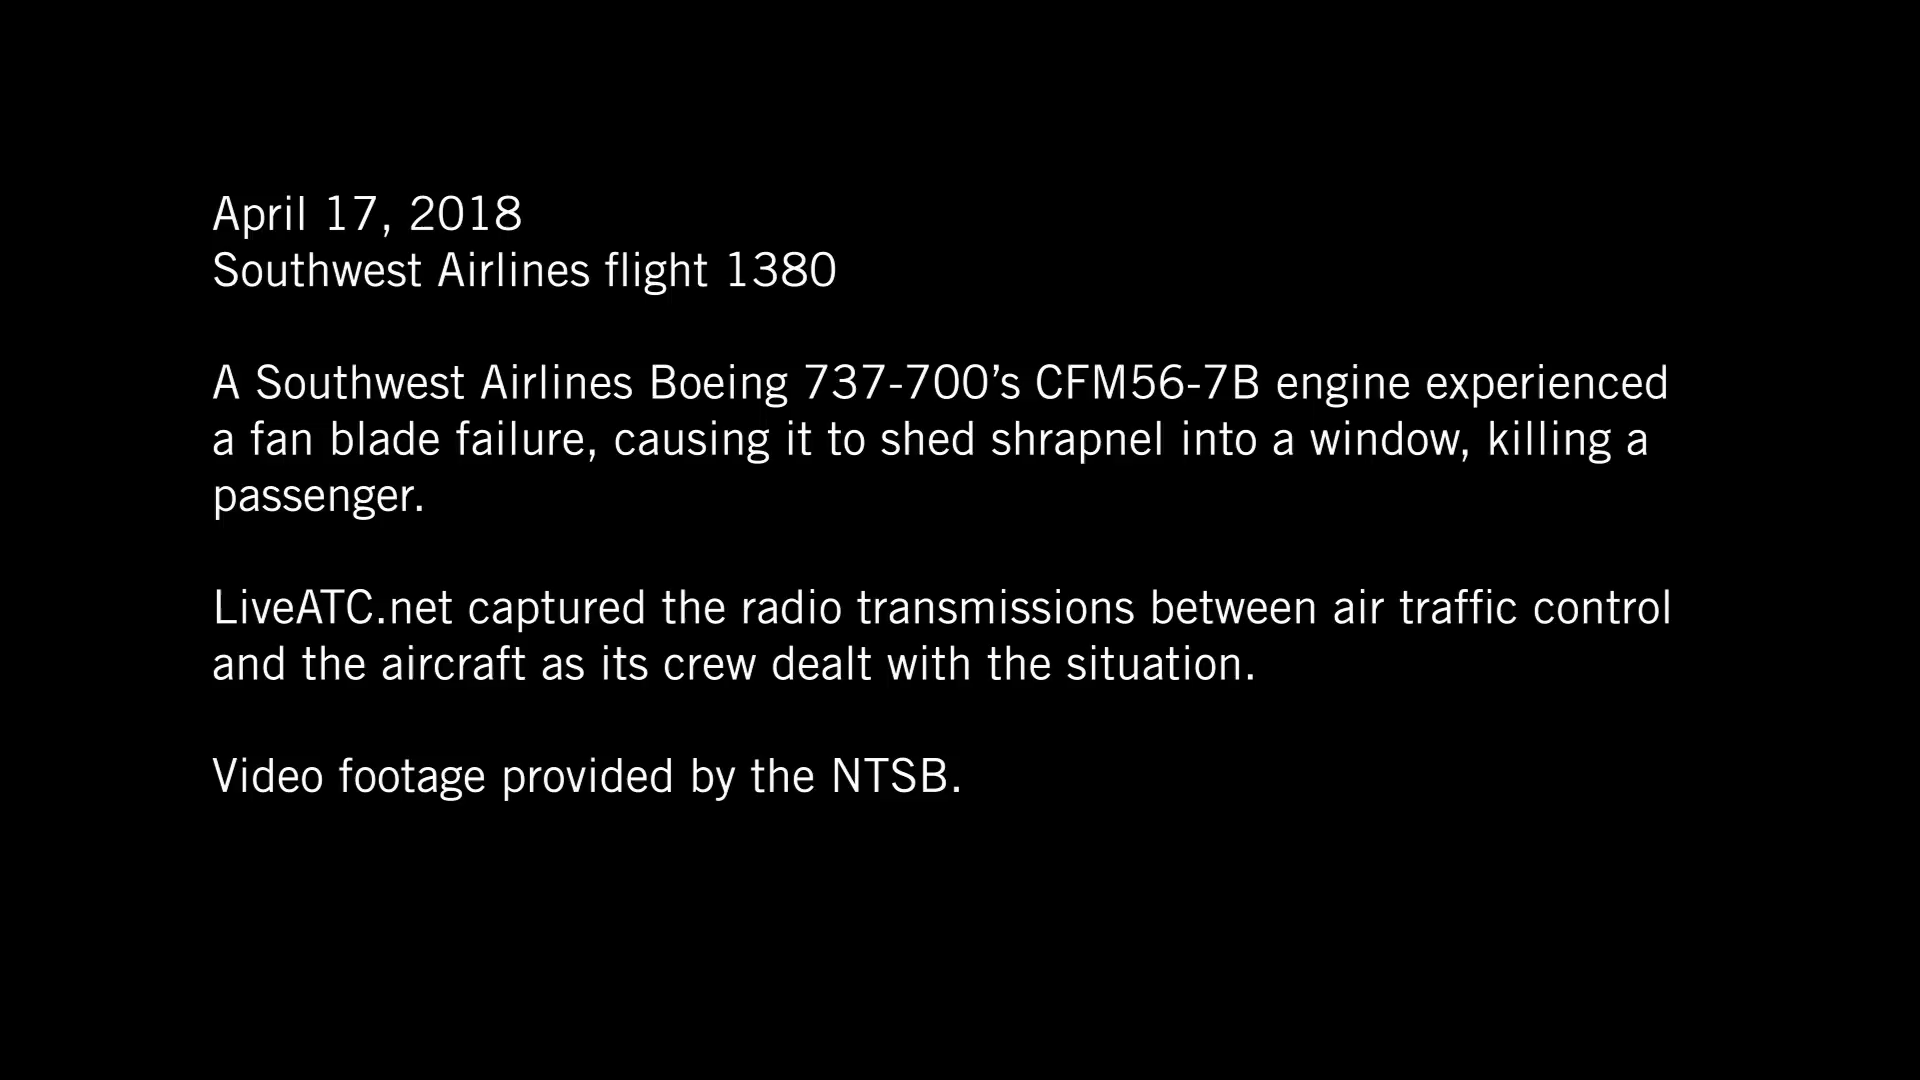 April 17, 2018
Southwest Airlines flight 1380
A Southwest Airlines Boeing 737-700’s CFM56-7B engine experienced
a fan blade failure, causing it to shed shrapnel into a window, killing a
passenger.
LiveATC.net captured the radio transmissions between air traffic control
and the aircraft as its crew dealt with the situation.
Video footage provided by the NTSB.